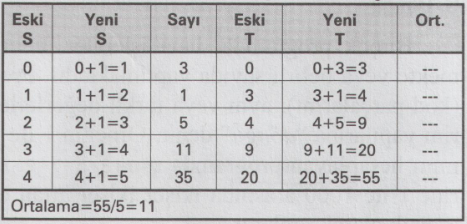 Eski S Yeni S Sayı Eski T Yeni T Ort.
0 0+1=1 3 0 0+3=3 ---
1 1+1=2 1 3 3+1=4 ---
2 2+1=3 5 4 4+5=9 ---
3 3+1=4 11 9 9+11=20 ---
4 4+1=5 35 20 20+35=55 ---
Ortalama=55/5=11